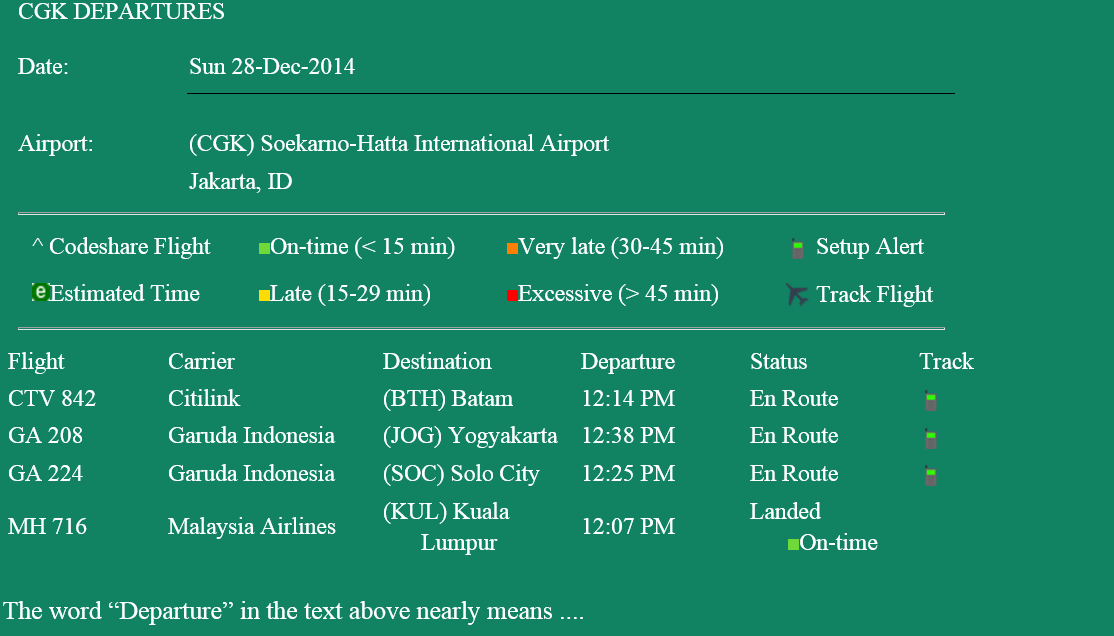 CGK DEPARTURES
Date: Sun 28-Dec-2014
Airport: (CGK) Soekarno-Hatta International Airport
Jakarta, ID
^ Codeshare Flight On-time (< 15 min) Very late (30-45 min) Setup Alert
e Estimated Time Late (15-29 min) Excessive (> 45 min) Track Flight
Flight Carrier Destination Departure Status Track
CTV 842 Citilink (BTH) Batam 12:14 PM En Route
GA 208 Garuda Indonesia (JOG) Yogyakarta 12:38 PM En Route
GA 224 Garuda Indonesia (SOC) Solo City 12:25 PM En Route
MH 716 Malaysia Airlines (KUL) Kuala Lumpur 12:07 PM Landed On-time
The word “Departure” in the text above nearly means ....